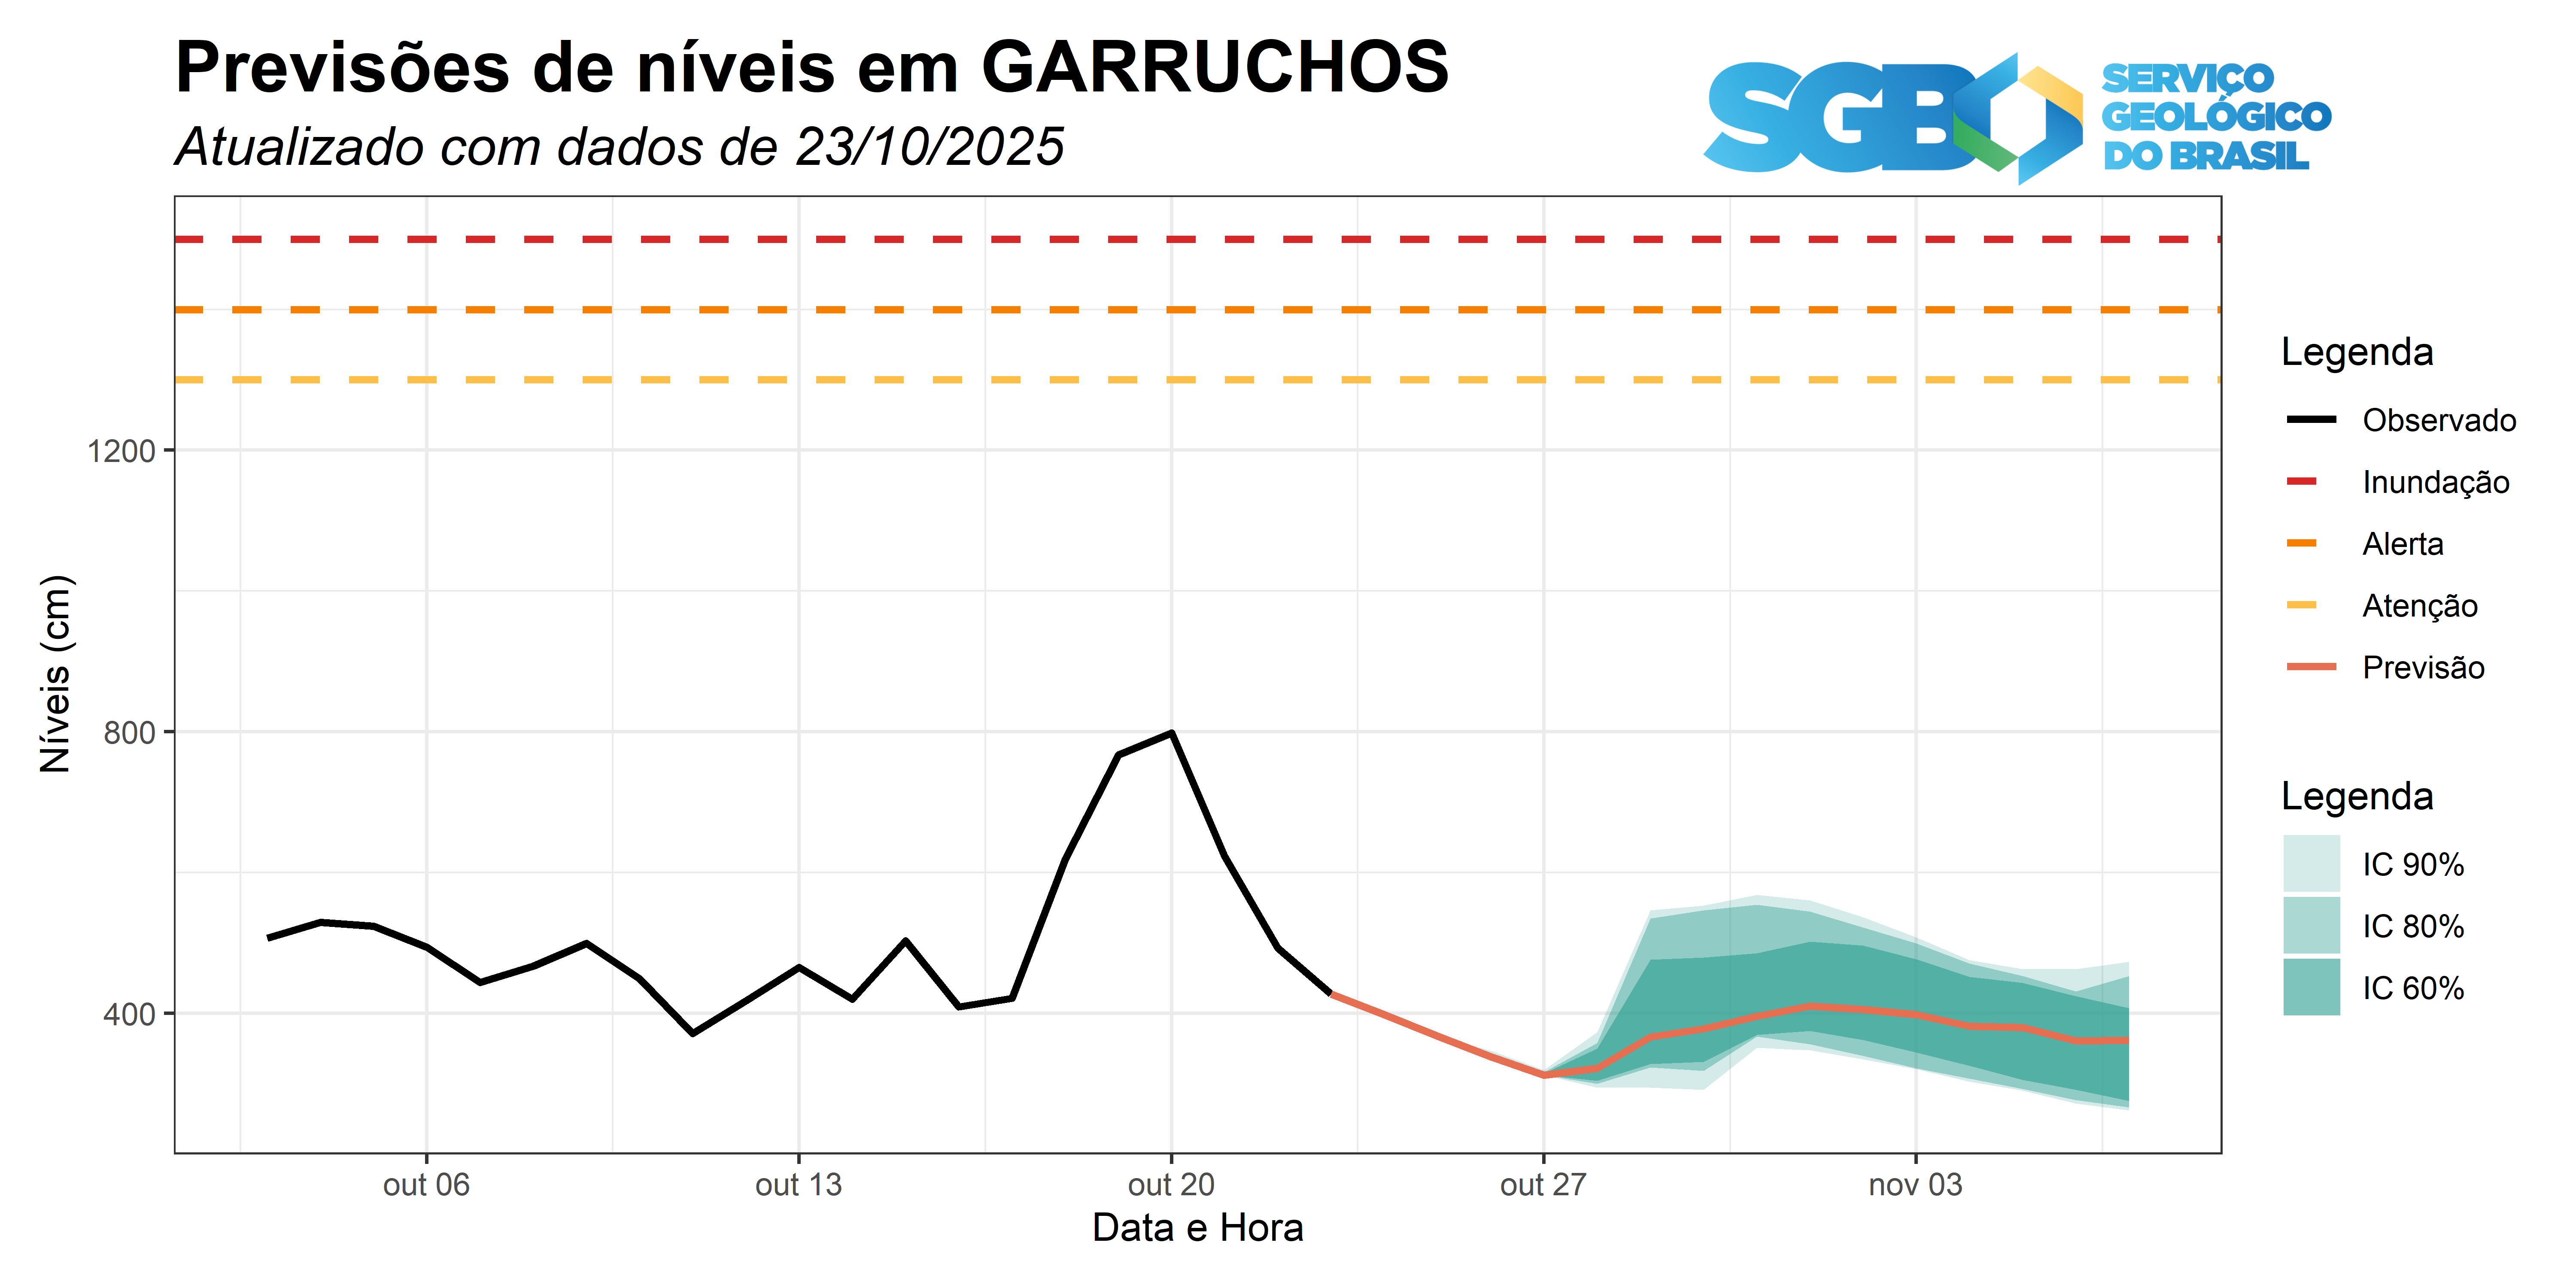 Previsões de níveis em GARRUCHOS
Atualizado com dados de 23/10/2025
SGB
SERVIÇO
GEOLÓGICO
DO BRASIL
Níveis (cm)
1200
800
400
out 06
out 13
out 20
out 27
nov 03
Data e Hora
Legenda
Observado
Inundação
Alerta
Atenção
Previsão
Legenda
IC 90%
IC 80%
IC 60%